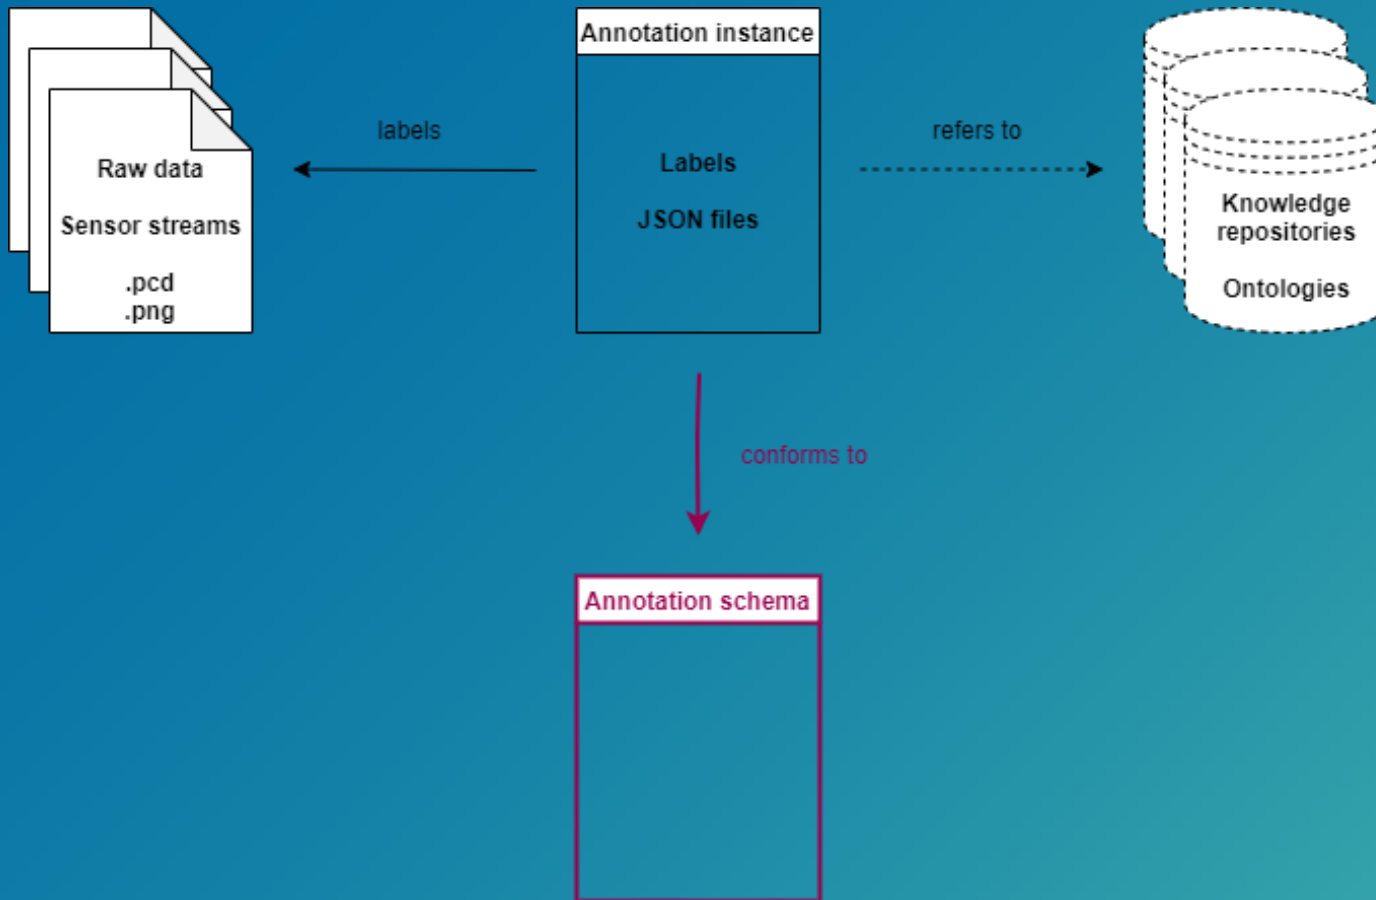 Annotation instance
labels
refers to
Raw data
Sensor streams
.pcd
.png
Labels
JSON files
Knowledge
repositories
Ontologies
conforms to
Annotation schema